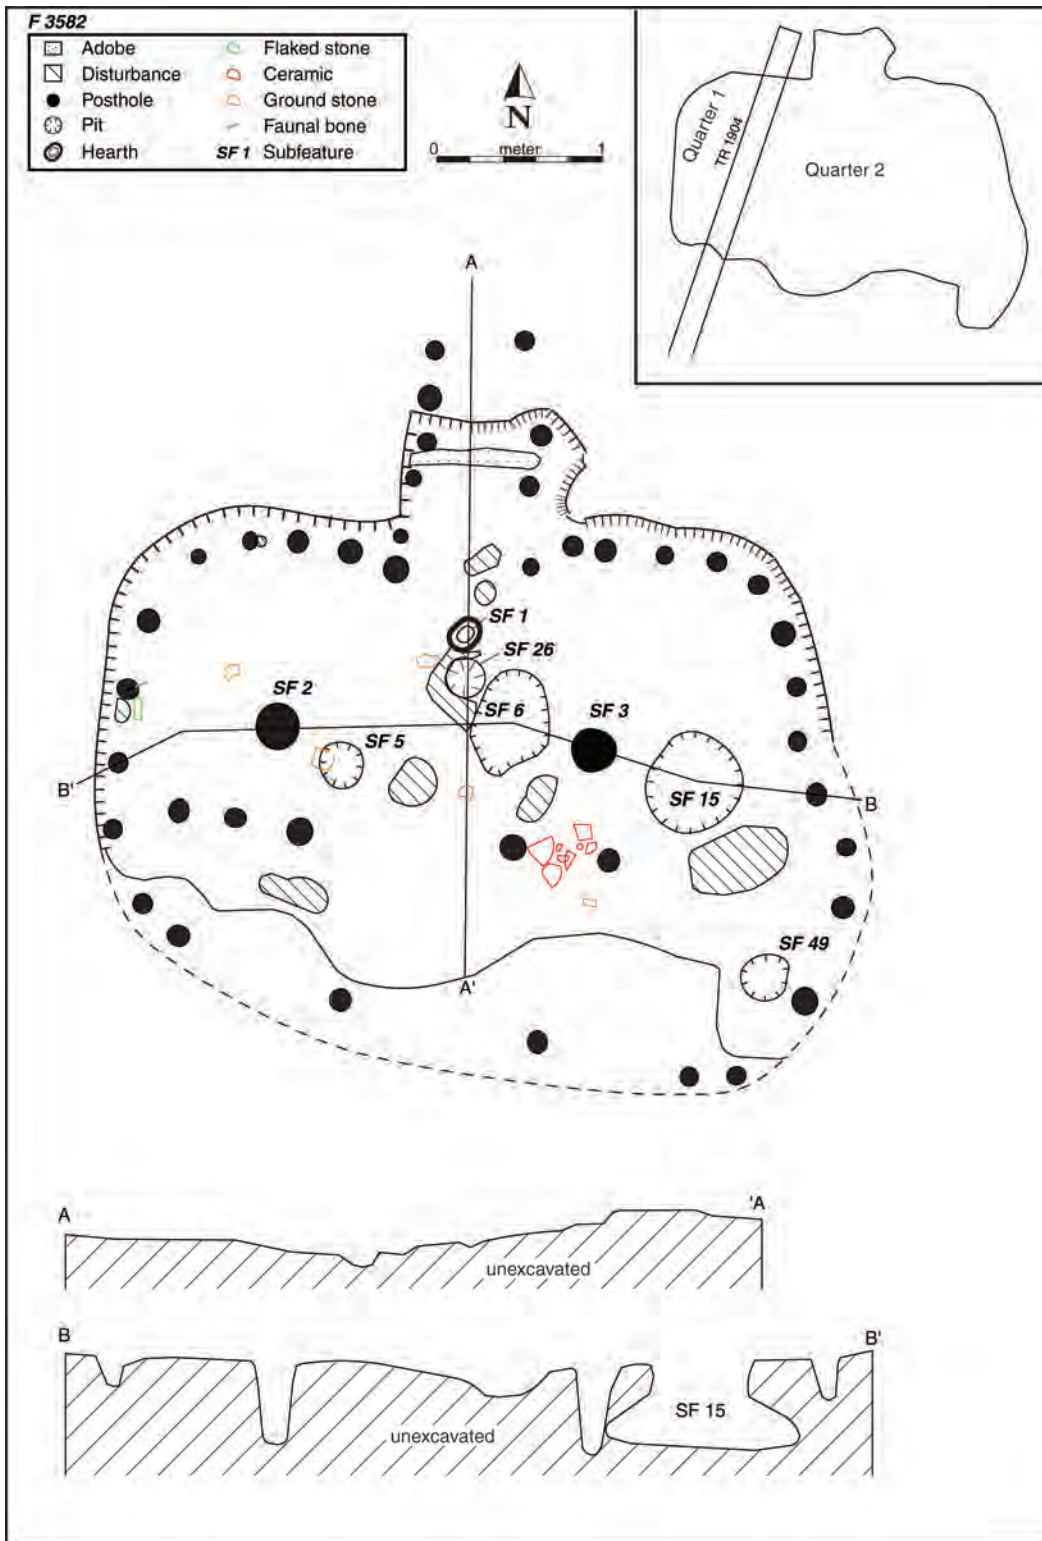 F 3582
Adobe
Disturbance
Posthole
Pit
Hearth
Flaked stone
Ceramic
Ground stone
Faunal bone
SF 1 Subfeature
N
0 meter 1
Quarter 1
TR 1904
Quarter 2
A
SF 1
SF 26
SF 2
SF 6
SF 3
SF 5
SF 15
B'
B
SF 49
A'
A
'A
unexcavated
B
B'
SF 15
unexcavated